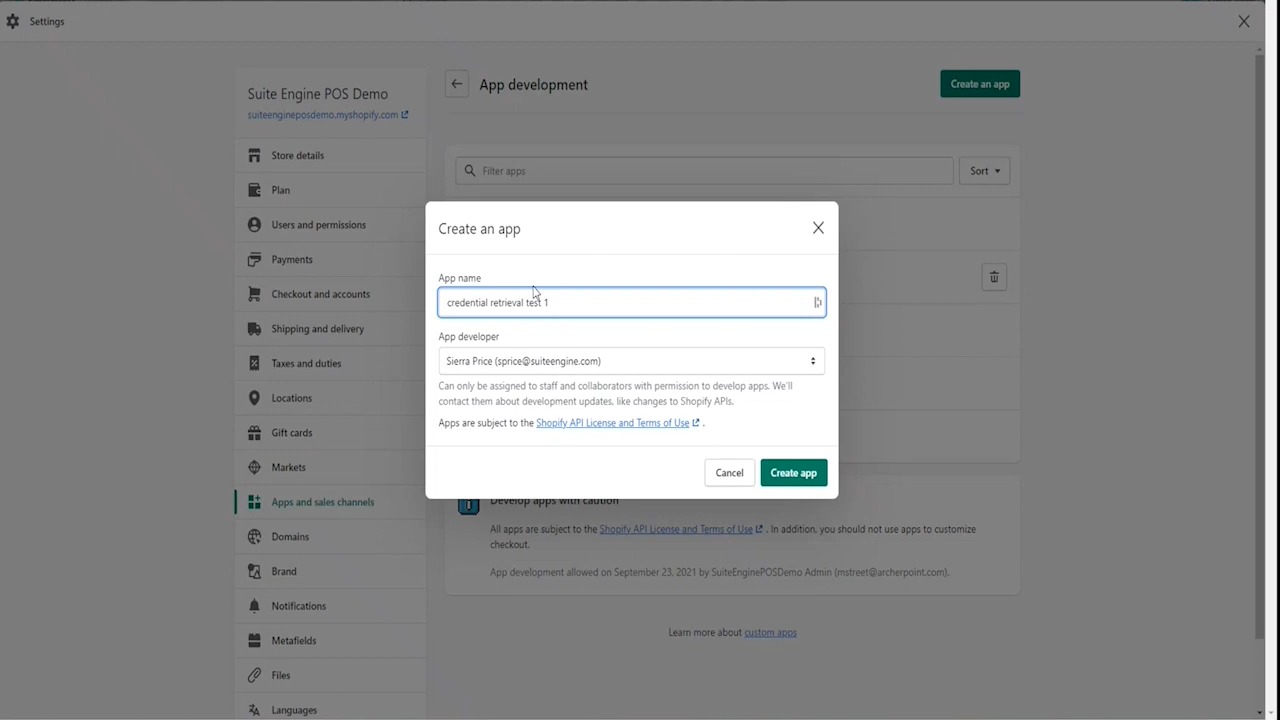 Settings
Suite Engine POS Demo
suiteengineposdemo.myshopify.com
Store details
Plan
Users and permissions
Payments
Checkout and accounts
Shipping and delivery
Taxes and duties
Locations
Gift cards
Markets
Apps and sales channels
Domains
Brand
Notifications
Metafields
Files
Languages
App development
Create an app
Filter apps
Sort
Create an app
App name
credential retrieval test 1
App developer
Sierra Price (sprice@suiteengine.com)
Can only be assigned to staff and collaborators with permission to develop apps. We'll
contact them about development updates, like changes to Shopify APIs.
Apps are subject to the Shopify API License and Terms of Use .
Cancel
Create app
Develop apps with caution
All apps are subject to the Shopify API License and Terms of Use . In addition, you should not use apps to customize
checkout.
App development allowed on September 23, 2021 by SuiteEnginePOSDemo Admin (mstreet@archerpoint.com).
Learn more about custom apps